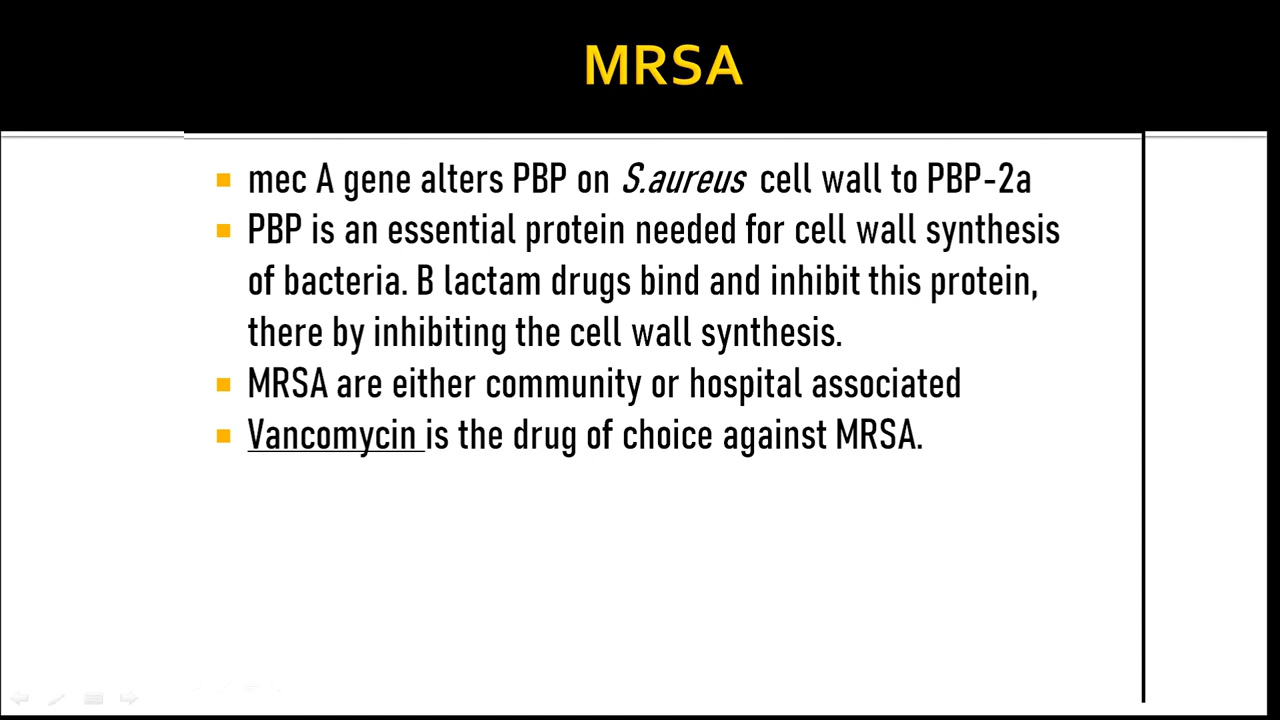 MRSA
mec A gene alters PBP on S.aureus cell wall to PBP-2a
PBP is an essential protein needed for cell wall synthesis
of bacteria. B lactam drugs bind and inhibit this protein,
there by inhibiting the cell wall synthesis.
MRSA are either community or hospital associated
Vancomycin is the drug of choice against MRSA.